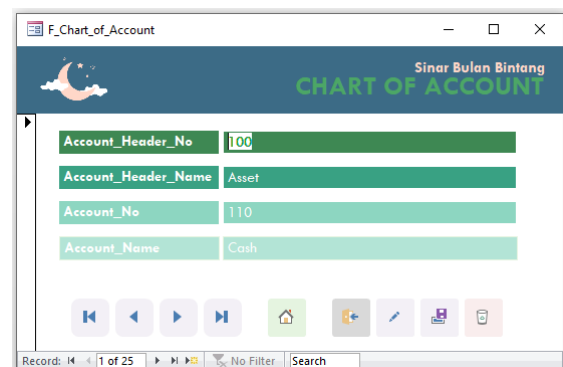 F_Chart_of_Account
Sinar Bulan Bintang
CHART OF ACCOUNT
Account_Header_No 100
Account_Header_Name Asset
Account_No 110
Account_Name Cash
Record: 1 of 25 No Filter Search